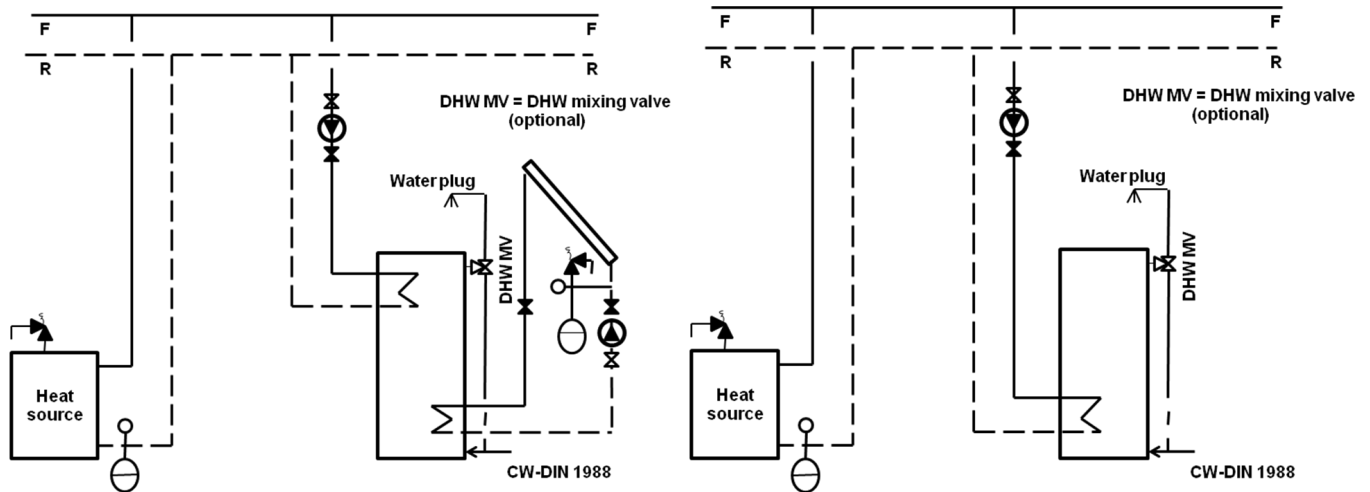 F F
R R
DHW MV = DHW mixing valve
(optional)
Water plug
DHW MV
Heat
source
CW-DIN 1988
F F
R R
DHW MV = DHW mixing valve
(optional)
Water plug
DHW MV
Heat
source
CW-DIN 1988